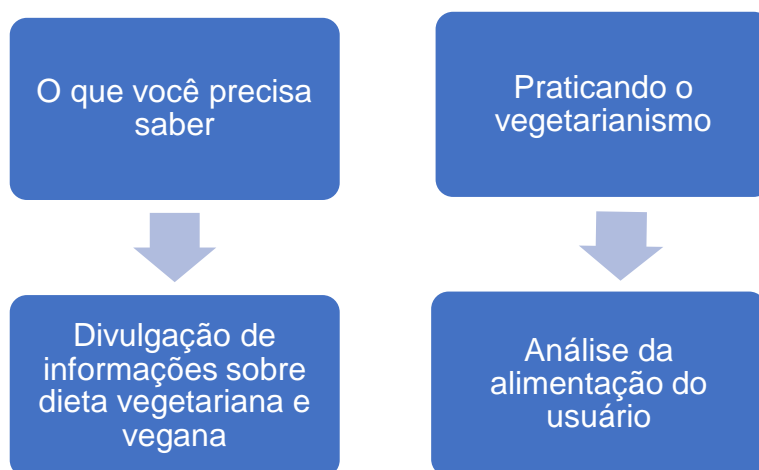 O que você precisa
saber
Divulgação de
informações sobre
dieta vegetariana e
vegana
Praticando o
vegetarianismo
Análise da
alimentação do
usuário